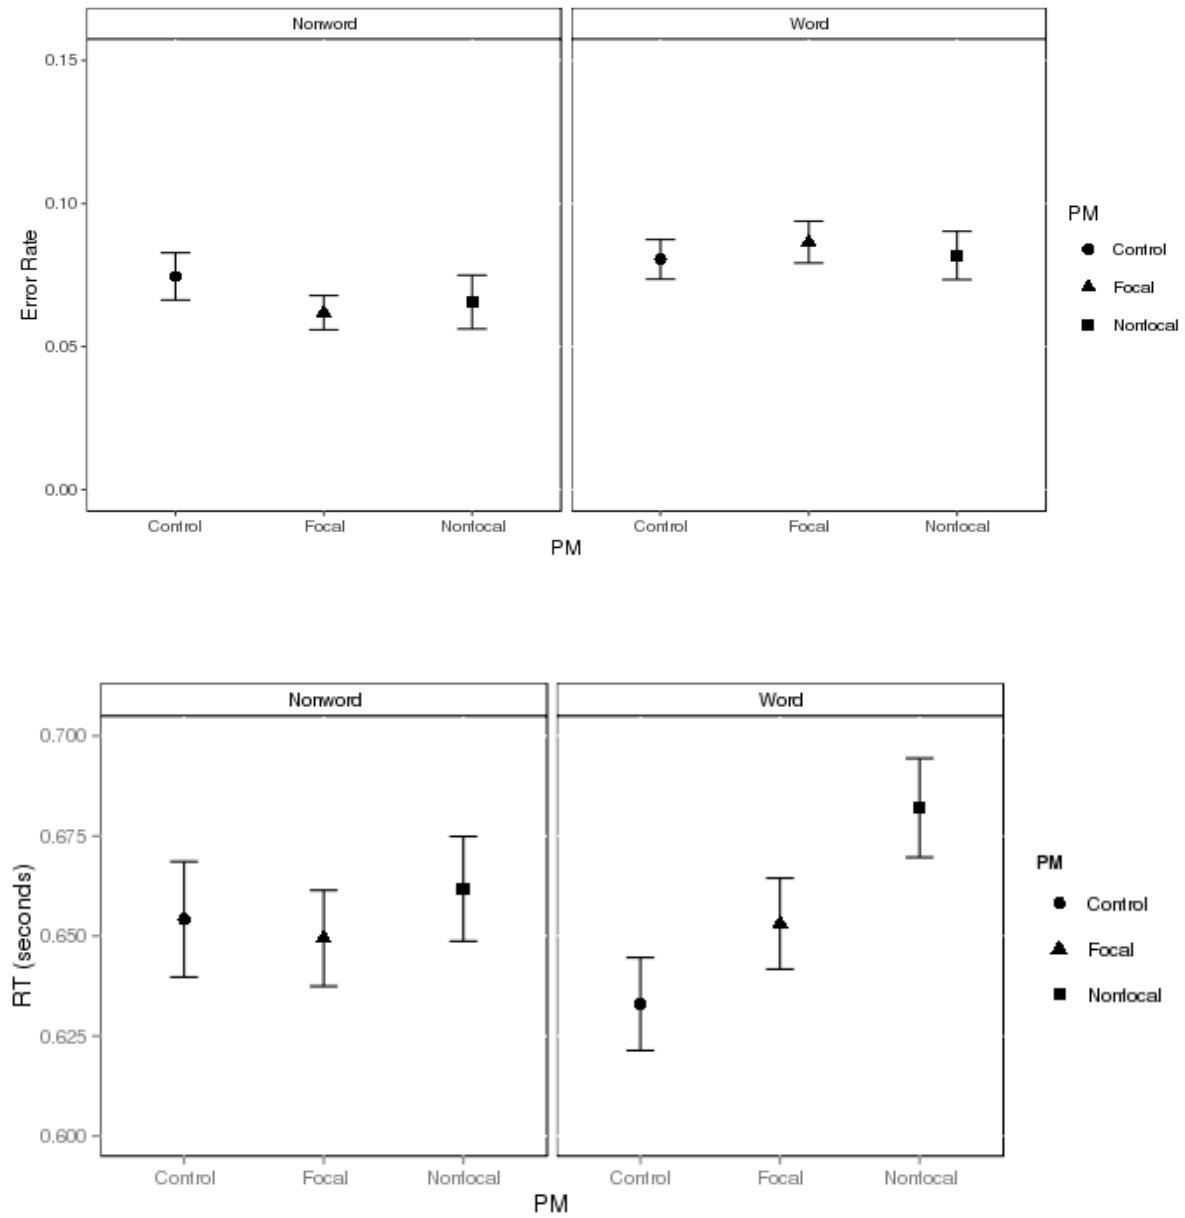 Nonword Word
0.15
0.10
0.05
0.00
Error Rate
Control Focal Nonfocal Control Focal Nonfocal
PM
PM
Control
Focal
Nonfocal
Nonword Word
0.700
0.675
0.650
0.625
0.600
RT (seconds)
Control Focal Nonfocal Control Focal Nonfocal
PM
PM
Control
Focal
Nonfocal